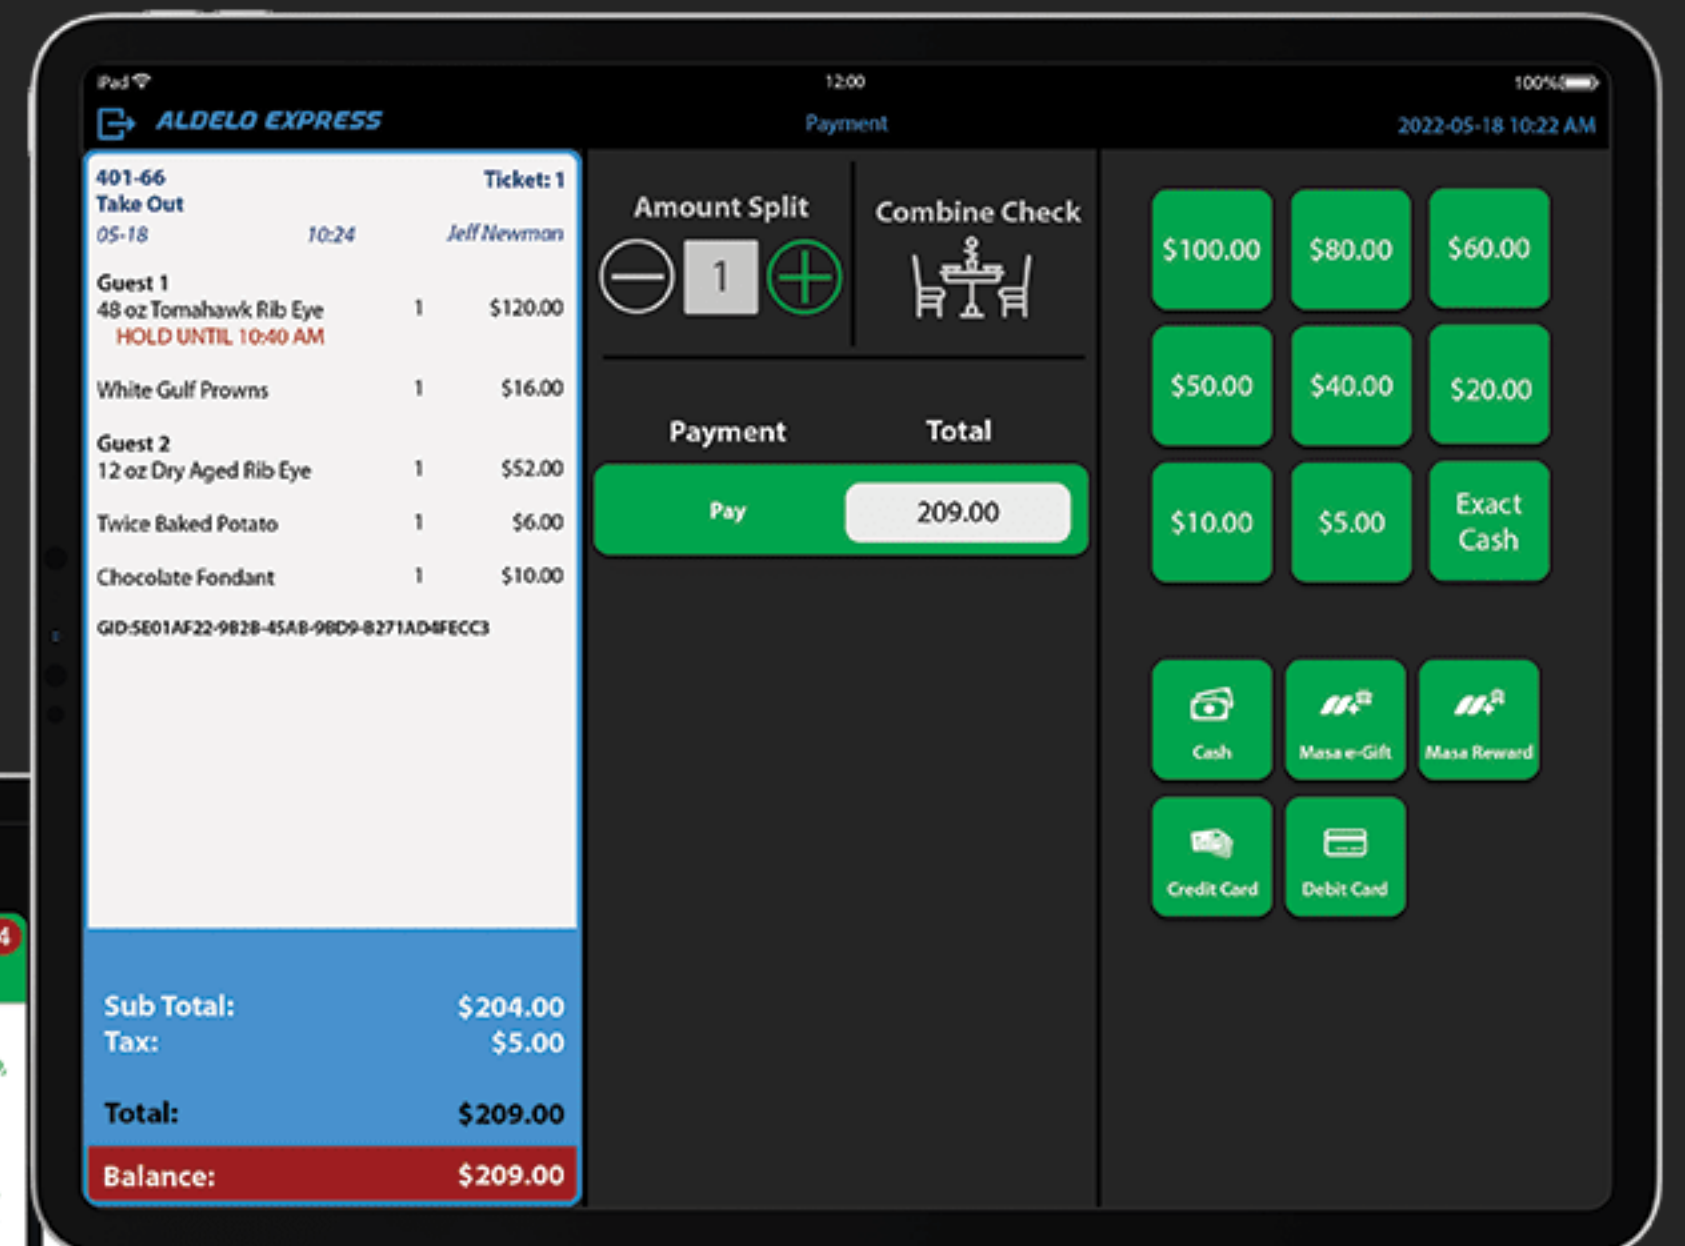 iPad 12:00 100%
ALDELO EXPRESS Payment 2022-05-18 10:22 AM
401-66 Ticket: 1
Take Out
05-18 10:24 Jeff Newman
Guest 1
48 oz Tomahawk Rib Eye 1 $120.00
HOLD UNTIL 10:40 AM
White Gulf Prowns 1 $16.00
Guest 2
12 oz Dry Aged Rib Eye 1 $52.00
Twice Baked Potato 1 $6.00
Chocolate Fondant 1 $10.00
GID:5E01AF22-982B-45AB-98D9-8271AD4FECC3
Sub Total: $204.00
Tax: $5.00
Total: $209.00
Balance: $209.00
Amount Split
1
Combine Check
Payment Total
Pay 209.00
$100.00 $80.00 $60.00
$50.00 $40.00 $20.00
$10.00 $5.00 Exact
Cash
Cash Masa e-Gift Masa Reward
Credit Card Debit Card
4